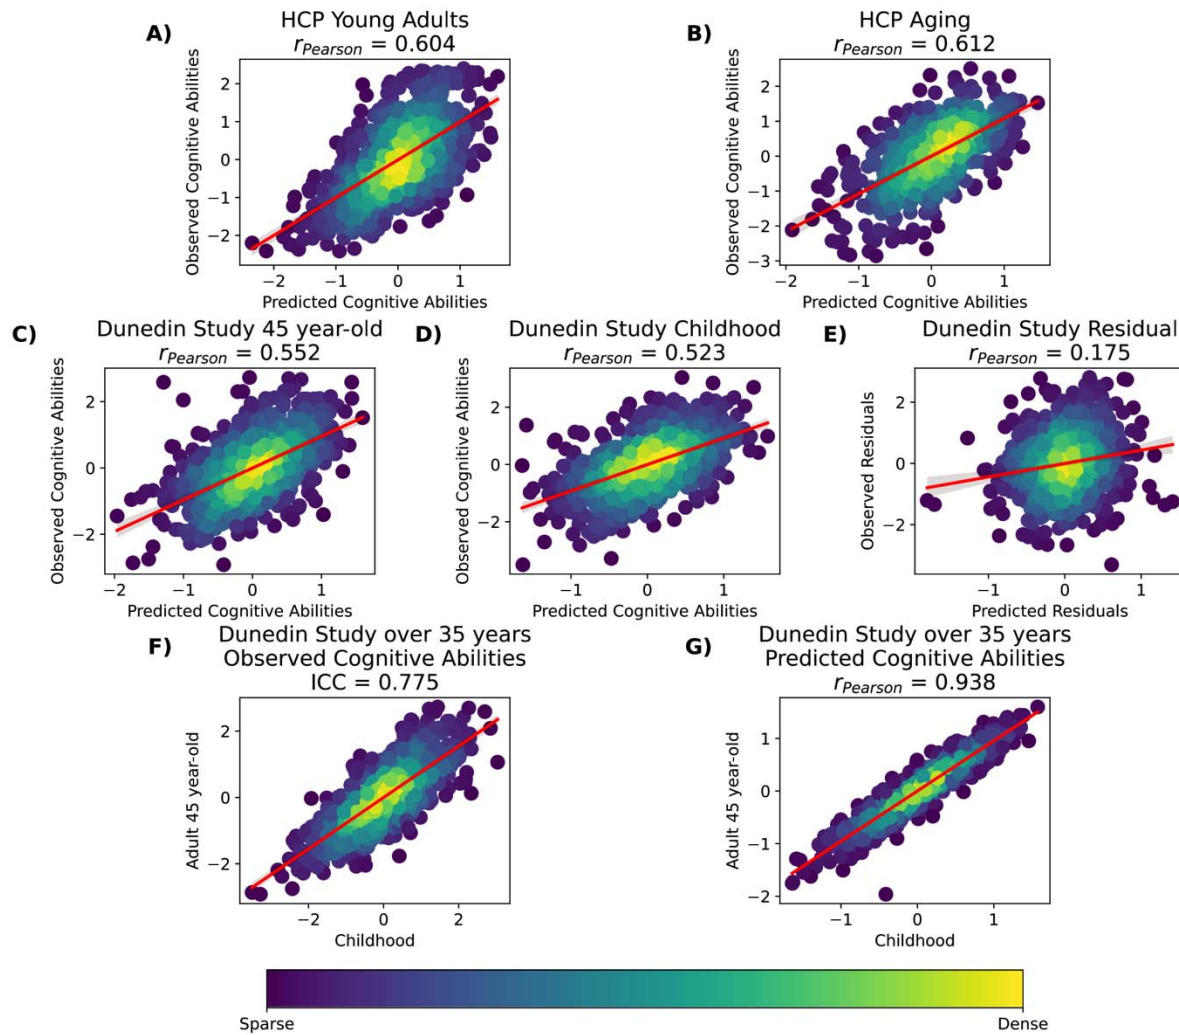 A)
HCP Young Adults
r_Pearson = 0.604
Observed Cognitive Abilities
2
1
0
−1
−2
−2
−1
0
1
Predicted Cognitive Abilities
B)
HCP Aging
r_Pearson = 0.612
Observed Cognitive Abilities
2
1
0
−1
−2
−3
−2
−1
0
1
Predicted Cognitive Abilities
C)
Dunedin Study 45 year-old
r_Pearson = 0.552
Observed Cognitive Abilities
2
0
−2
−2
−1
0
1
Predicted Cognitive Abilities
D)
Dunedin Study Childhood
r_Pearson = 0.523
Observed Cognitive Abilities
2
0
−2
−1
0
1
Predicted Cognitive Abilities
E)
Dunedin Study Residual
r_Pearson = 0.175
Observed Residuals
2
0
−2
−1
0
1
Predicted Residuals
F)
Dunedin Study over 35 years
Observed Cognitive Abilities
ICC = 0.775
Adult 45 year-old
2
0
−2
−2
0
2
Childhood
G)
Dunedin Study over 35 years
Predicted Cognitive Abilities
r_Pearson = 0.938
Adult 45 year-old
1
0
−1
−2
−1
0
1
Childhood
Sparse
Dense